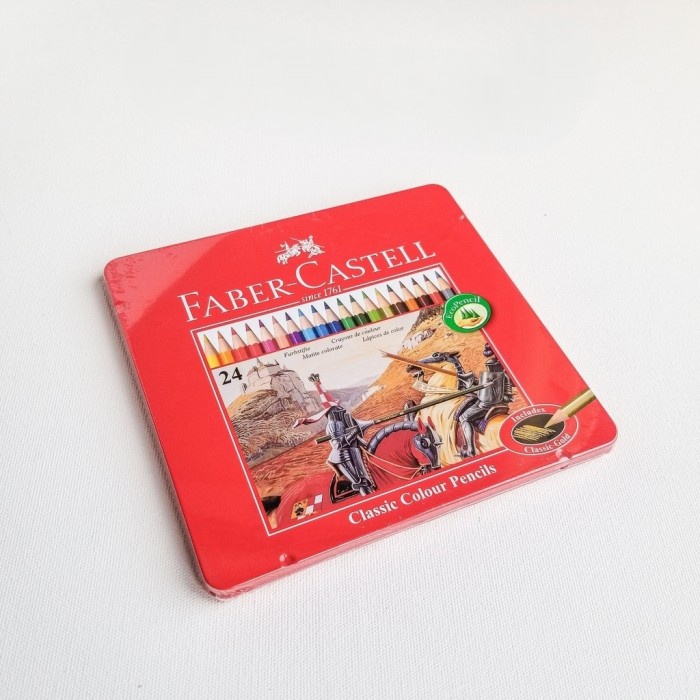 FABER-CASTELL
since 1761
EcoPencil
24
Farbstifte
Crayons de couleur
Matite colorate
Lápices de color
Includes
Classic Gold
Classic Colour Pencils